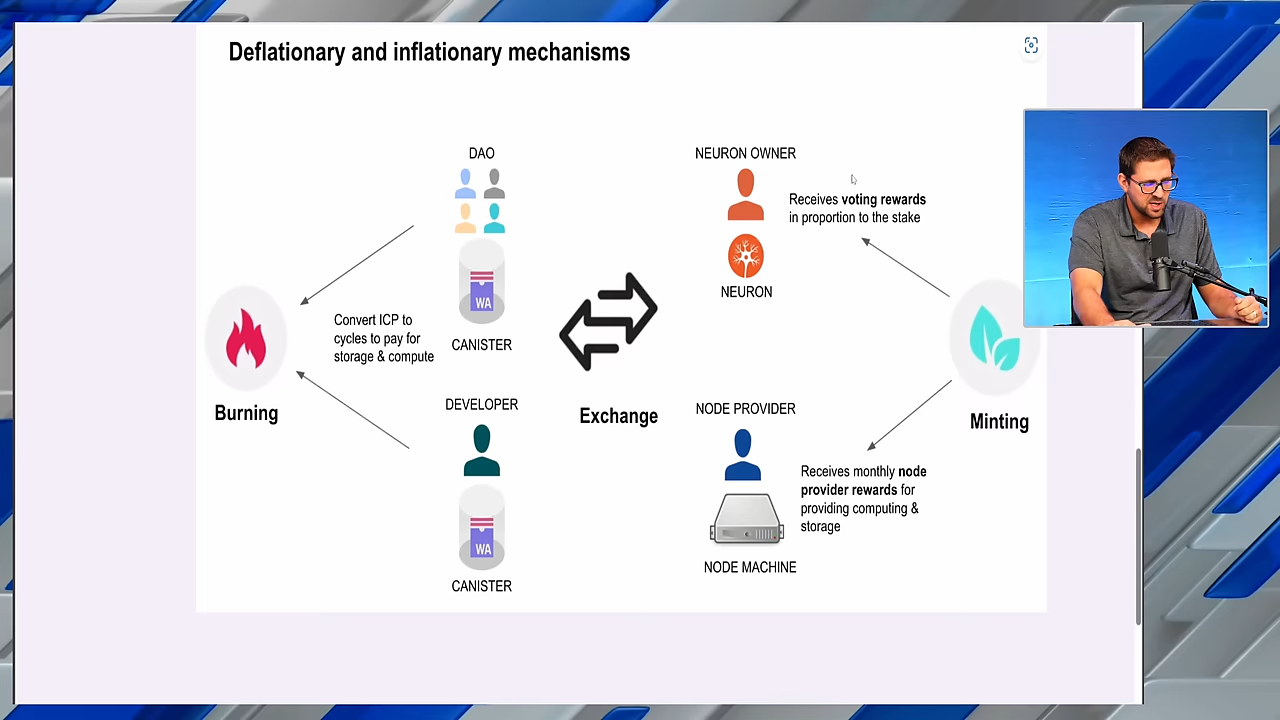 Deflationary and inflationary mechanisms
DAO
WA
CANISTER
Convert ICP to
cycles to pay for
storage & compute
Burning
DEVELOPER
WA
CANISTER
Exchange
NEURON OWNER
Receives voting rewards
in proportion to the stake
NEURON
NODE PROVIDER
Receives monthly node
provider rewards for
providing computing &
storage
NODE MACHINE
Minting